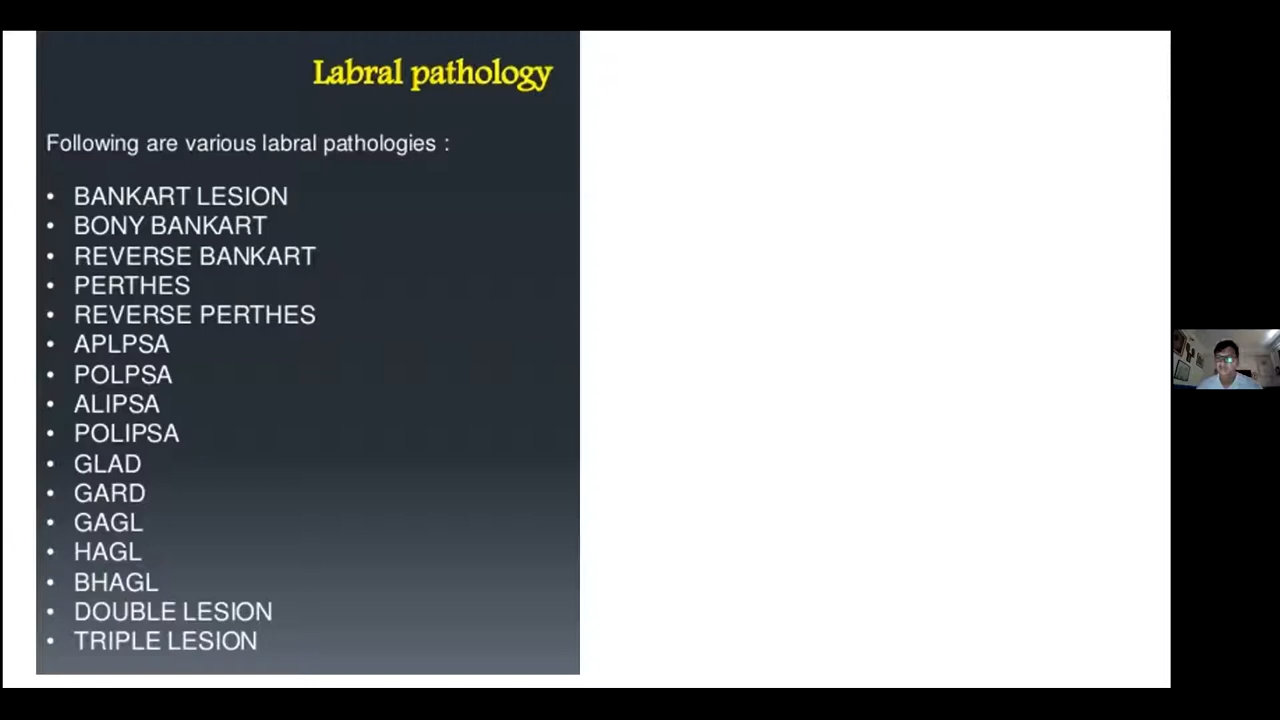 Labral pathology
Following are various labral pathologies :
• BANKART LESION
• BONY BANKART
• REVERSE BANKART
• PERTHES
• REVERSE PERTHES
• APLPSA
• POLPSA
• ALIPSA
• POLIPSA
• GLAD
• GARD
• GAGL
• HAGL
• BHAGL
• DOUBLE LESION
• TRIPLE LESION